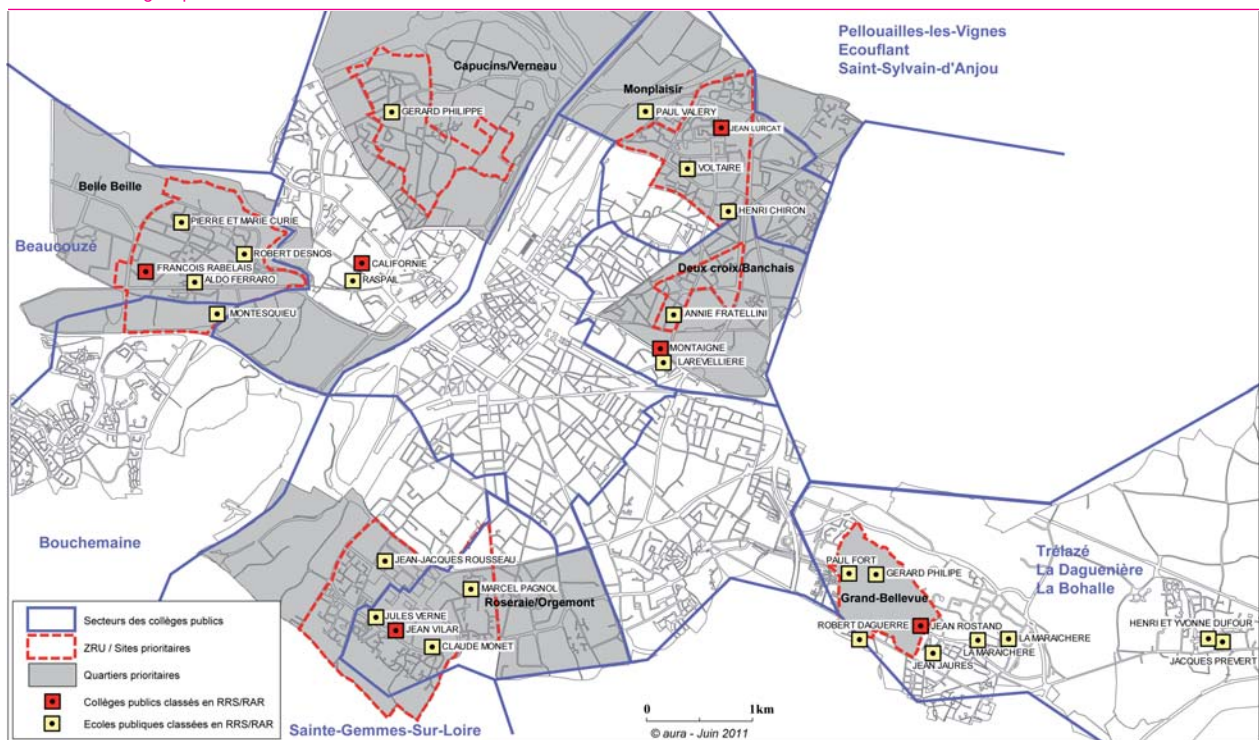 Pellouailles-les-Vignes
Ecouflant
Saint-Sylvain-d'Anjou
Capucins/Verneau
Monplaisir
GERARD PHILIPPE
PAUL VALERY
JEAN LURCAT
VOLTAIRE
Belle Beille
HENRI CHIRON
PIERRE ET MARIE CURIE
Beaucouzé
ROBERT DESNOS
CALIFORNIE
Deux croix/Banchais
FRANCOIS RABELAIS
RASPAIL
ALDO FERRARO
MONTESQUIEU
ANNIE FRATELLINI
MONTAIGNE
LAREVELLIERE
Bouchemaine
JEAN-JACQUES ROUSSEAU
Trélazé
La Daguenière
La Bohalle
PAUL FORT
GERARD PHILIPE
MARCEL PAGNOL
Grand-Bellevue
Roseraie/Orgemont
JULES VERNE
JEAN VILAR
CLAUDE MONET
ROBERT DAGUERRE
JEAN ROSTAND
LA MARAICHERE
LA MARAICHERE
JEAN JAURES
HENRI ET YVONNE DUFOUR
JACQUES PREVERT
Secteurs des collèges publics
ZRU / Sites prioritaires
Quartiers prioritaires
Collèges publics classés en RRS/RAR
Ecoles publiques classées en RRS/RAR
Sainte-Gemmes-Sur-Loire
0 1km
© aura - Juin 2011